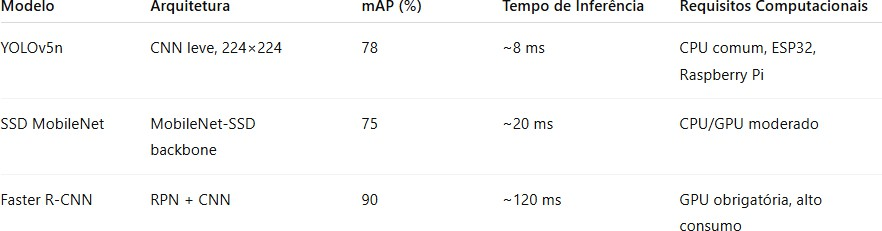 Modelo Arquitetura mAP (%) Tempo de Inferência Requisitos Computacionais
YOLOv5n CNN leve, 224×224 78 ~8 ms CPU comum, ESP32,
Raspberry Pi
SSD MobileNet MobileNet-SSD 75 ~20 ms CPU/GPU moderado
backbone
Faster R-CNN RPN + CNN 90 ~120 ms GPU obrigatória, alto
consumo